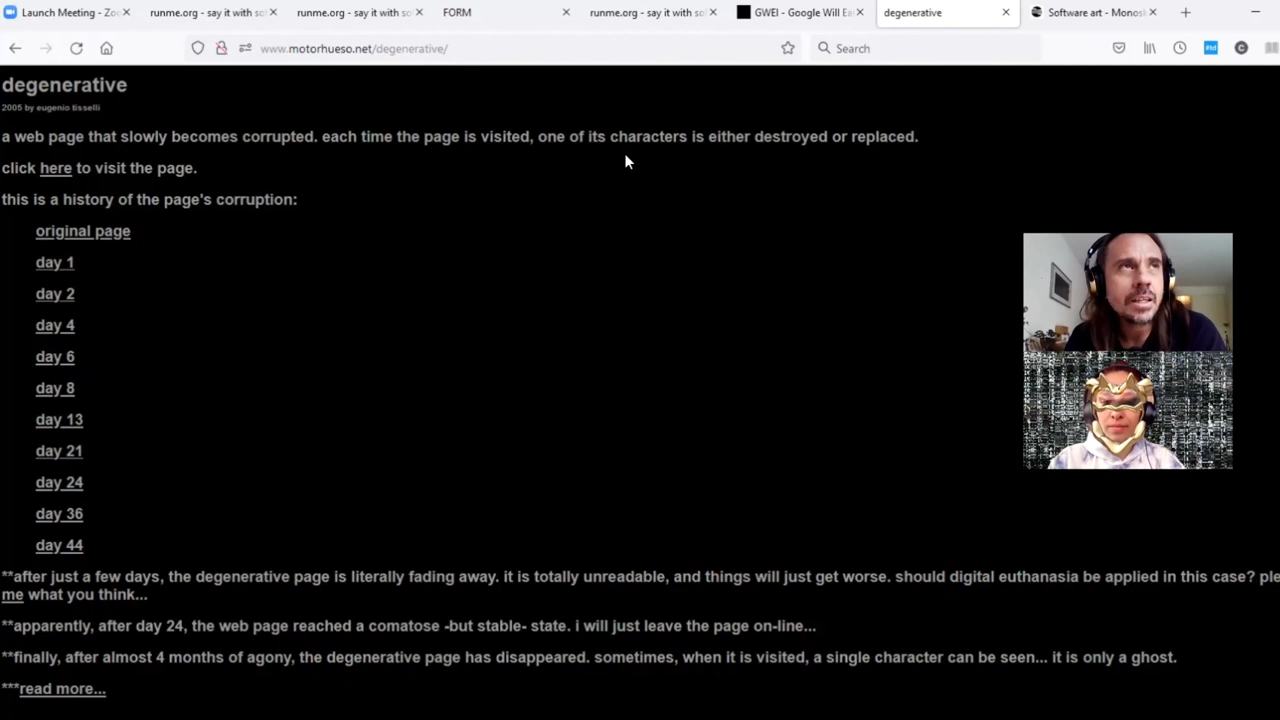 Launch Meeting - Zo
runme.org - say it with so
runme.org - say it with so
FORM
runme.org - say it with so
GWEI - Google Will Ea
degenerative
Software art - Monos
www.motorhueso.net/degenerative/
Search
degenerative
2005 by eugenio tisselli
a web page that slowly becomes corrupted. each time the page is visited, one of its characters is either destroyed or replaced.
click here to visit the page.
this is a history of the page's corruption:
original page
day 1
day 2
day 4
day 6
day 8
day 13
day 21
day 24
day 36
day 44
**after just a few days, the degenerative page is literally fading away. it is totally unreadable, and things will just get worse. should digital euthanasia be applied in this case? ple
me what you think...
**apparently, after day 24, the web page reached a comatose -but stable- state. i will just leave the page on-line...
**finally, after almost 4 months of agony, the degenerative page has disappeared. sometimes, when it is visited, a single character can be seen... it is only a ghost.
***read more...